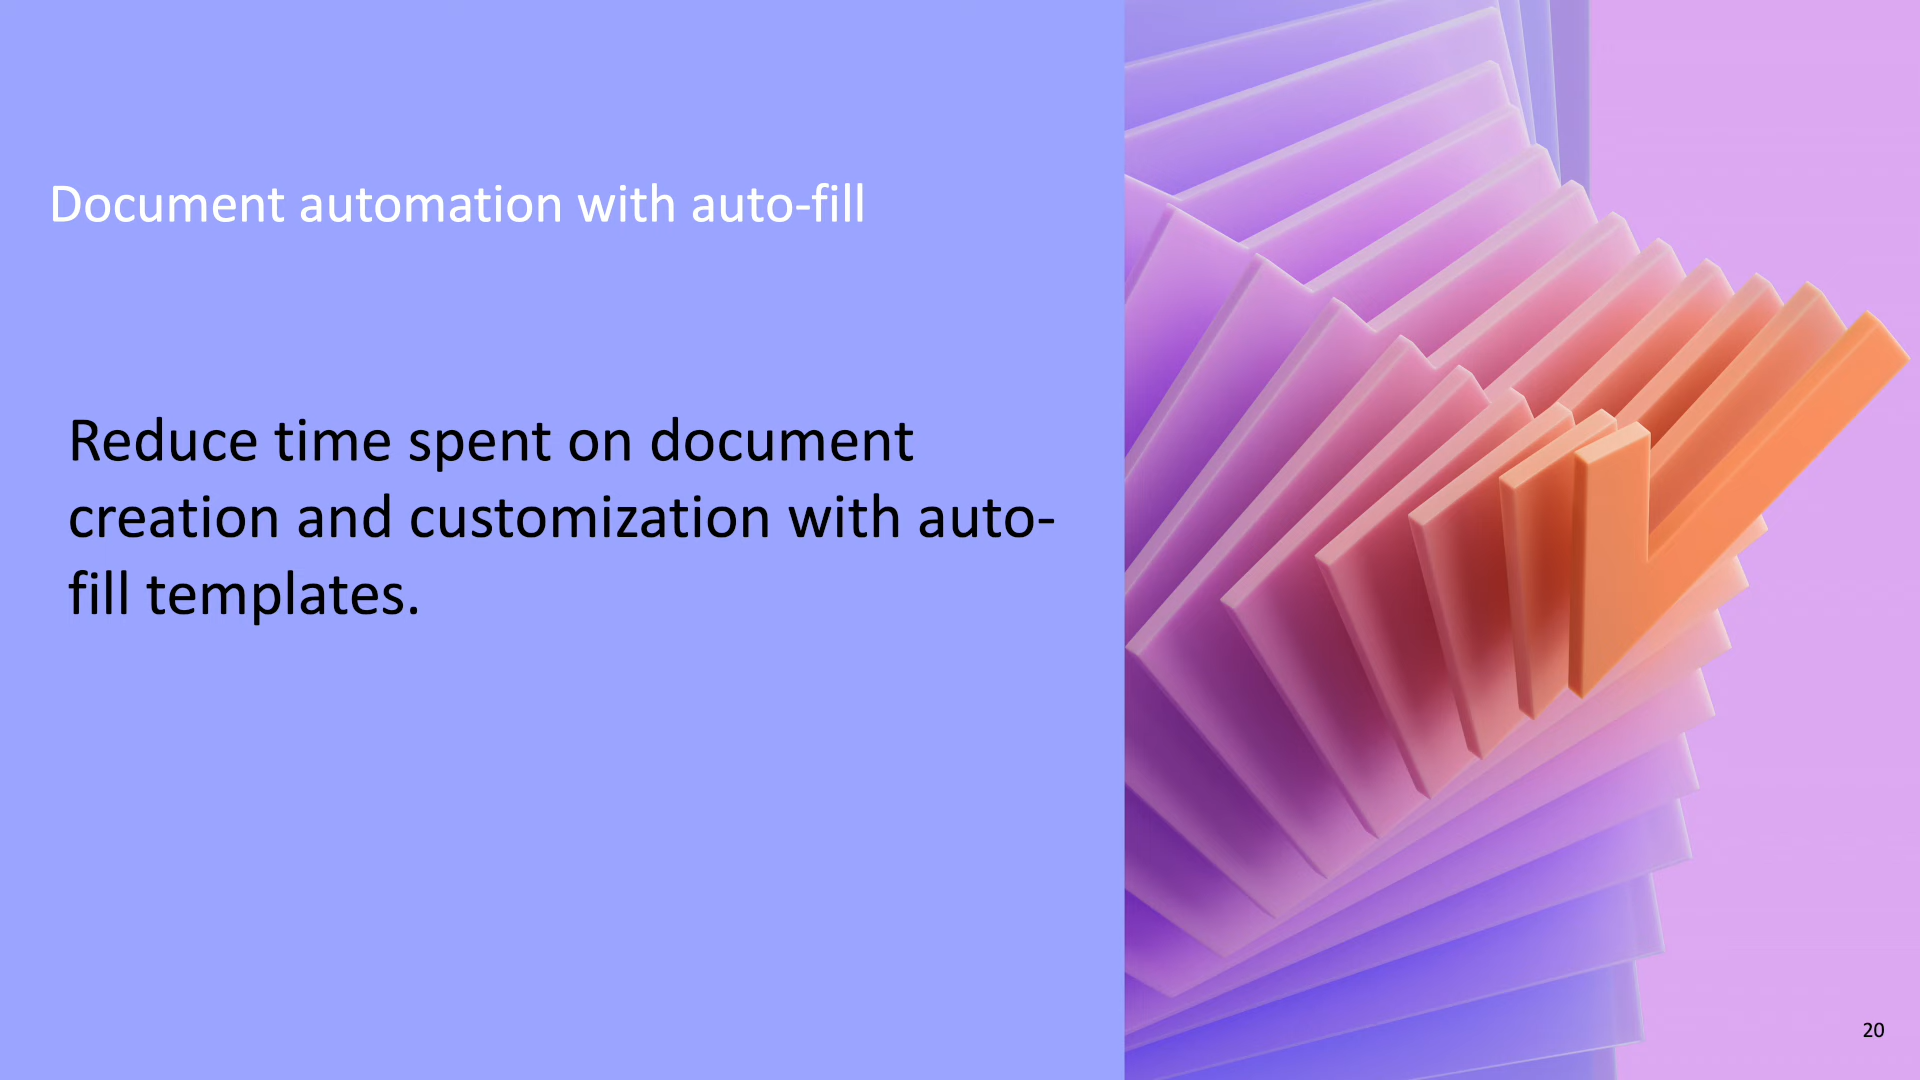 Document automation with auto-fill
Reduce time spent on document
creation and customization with auto-
fill templates.
20